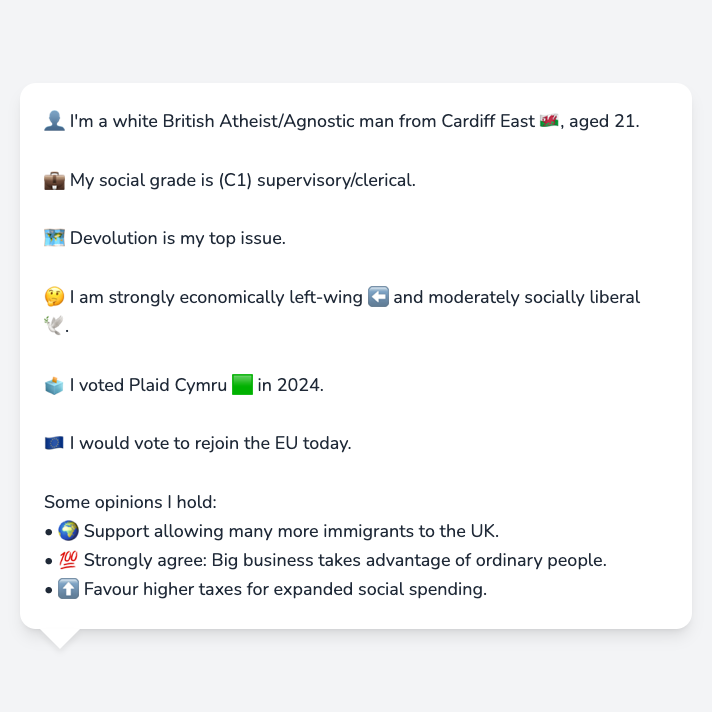 👤 I'm a white British Atheist/Agnostic man from Cardiff East 🏴󠁧󠁢󠁷󠁬󠁳󠁿, aged 21.
💼 My social grade is (C1) supervisory/clerical.
🗺️ Devolution is my top issue.
🤔 I am strongly economically left-wing ⬅️ and moderately socially liberal
🕊️.
🗳️ I voted Plaid Cymru 🟩 in 2024.
🇪🇺 I would vote to rejoin the EU today.
Some opinions I hold:
• 🌍 Support allowing many more immigrants to the UK.
• 💯 Strongly agree: Big business takes advantage of ordinary people.
• ⬆️ Favour higher taxes for expanded social spending.